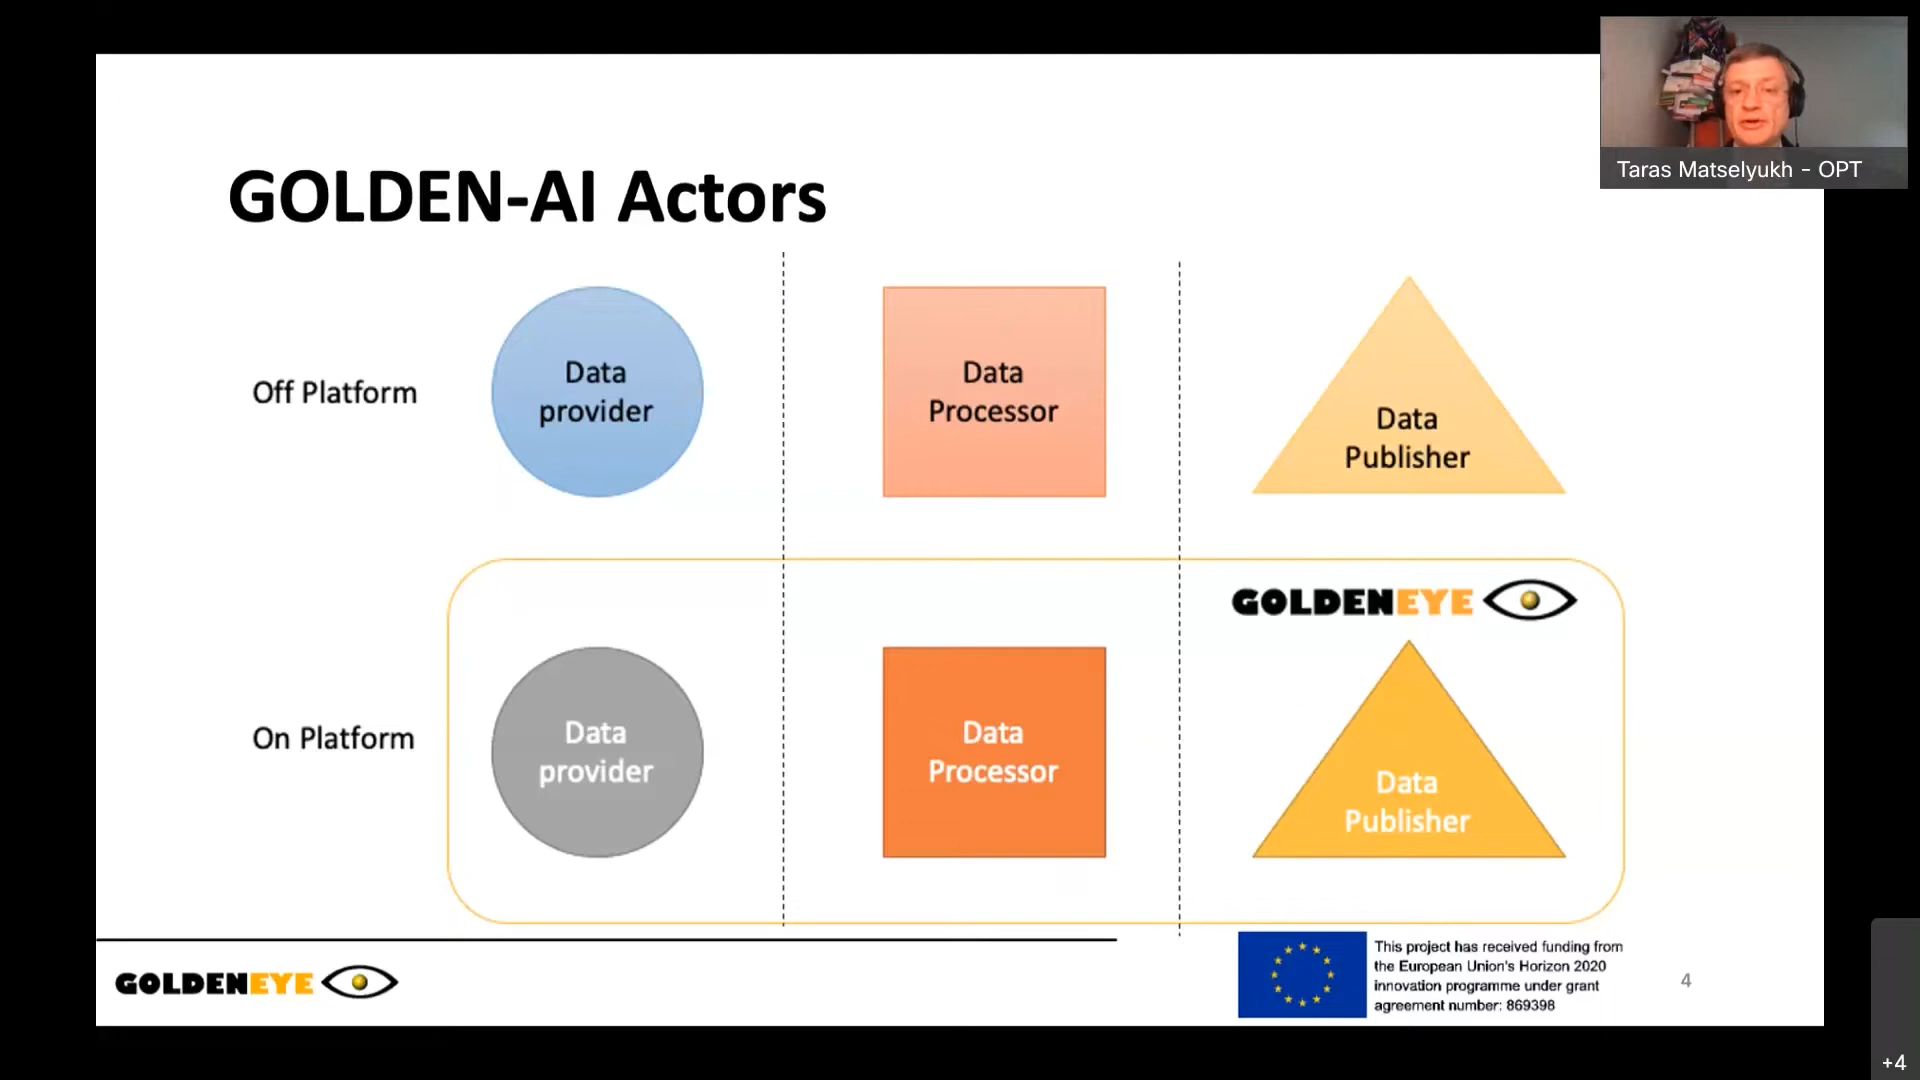 Taras Matselyukh - OPT
GOLDEN-AI Actors
Off Platform
Data
provider
Data
Processor
Data
Publisher
GOLDENEYE
On Platform
Data
provider
Data
Processor
Data
Publisher
GOLDENEYE
This project has received funding from
the European Union's Horizon 2020
innovation programme under grant
agreement number: 869398
4
+4